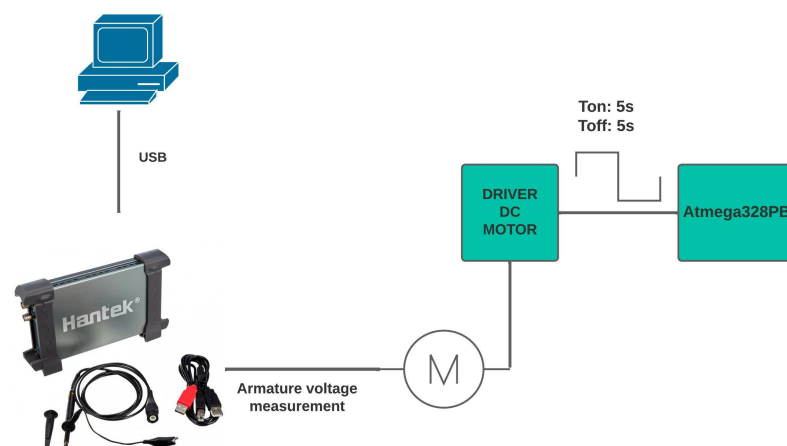 Ton: 5s
Toff: 5s
USB
DRIVER
DC
MOTOR
Atmega328PB
Hantek®
M
Armature voltage
measurement